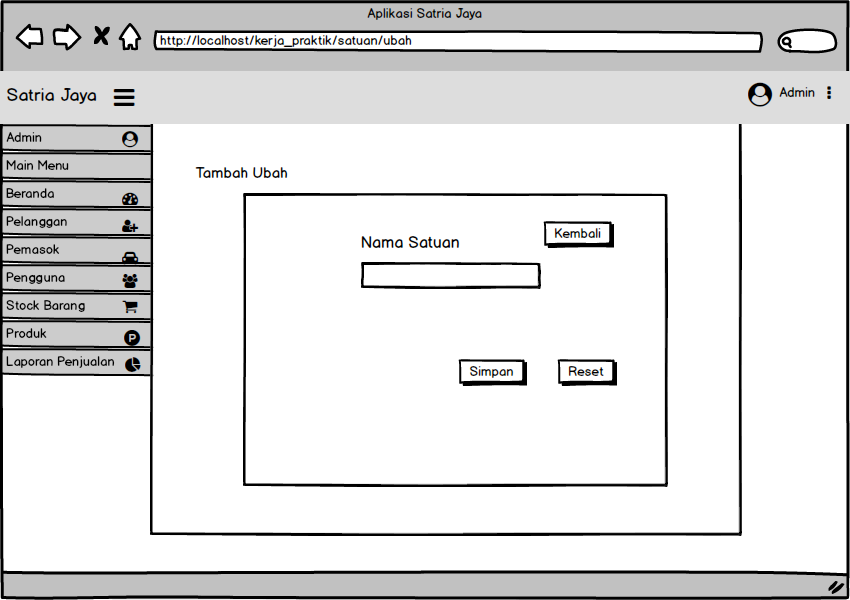 Aplikasi Satria Jaya
http://localhost/kerja_praktik/satuan/ubah
Satria Jaya
Admin
Admin
Main Menu
Beranda
Pelanggan
Pemasok
Pengguna
Stock Barang
Produk
P
Laporan Penjualan
Tambah Ubah
Kembali
Nama Satuan
Simpan
Reset